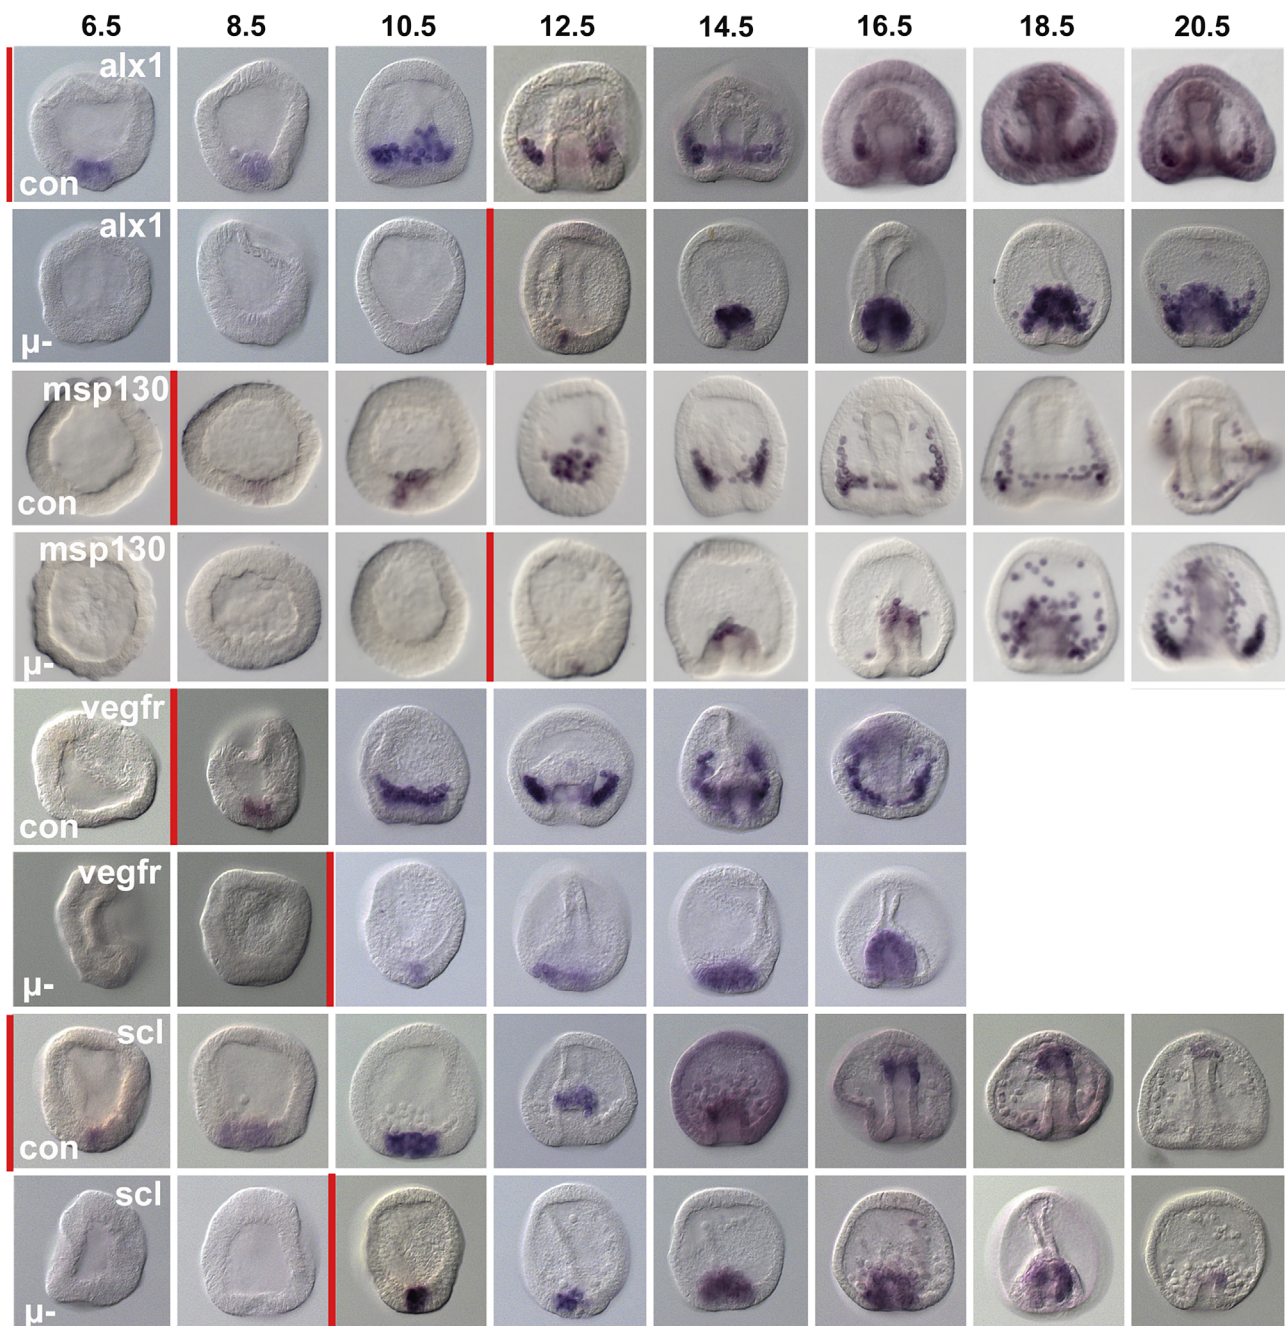 6.5 8.5 10.5 12.5 14.5 16.5 18.5 20.5
alx1
con
alx1
μ-
msp130
con
msp130
μ-
vegfr
con
vegfr
μ-
scl
con
scl
μ-